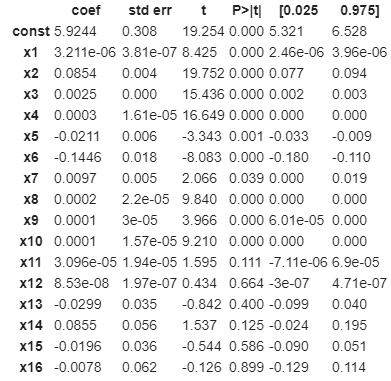 coef std err t P>|t| [0.025 0.975]
const 5.9244 0.308 19.254 0.000 5.321 6.528
x1 3.211e-06 3.81e-07 8.425 0.000 2.46e-06 3.96e-06
x2 0.0854 0.004 19.752 0.000 0.077 0.094
x3 0.0025 0.000 15.436 0.000 0.002 0.003
x4 0.0003 1.61e-05 16.649 0.000 0.000 0.000
x5 -0.0211 0.006 -3.343 0.001 -0.033 -0.009
x6 -0.1446 0.018 -8.083 0.000 -0.180 -0.110
x7 0.0097 0.005 2.066 0.039 0.000 0.019
x8 0.0002 2.2e-05 9.840 0.000 0.000 0.000
x9 0.0001 3e-05 3.966 0.000 6.01e-05 0.000
x10 0.0001 1.57e-05 9.210 0.000 0.000 0.000
x11 3.096e-05 1.94e-05 1.595 0.111 -7.11e-06 6.9e-05
x12 8.53e-08 1.97e-07 0.434 0.664 -3e-07 4.71e-07
x13 -0.0299 0.035 -0.842 0.400 -0.099 0.040
x14 0.0855 0.056 1.537 0.125 -0.024 0.195
x15 -0.0196 0.036 -0.544 0.586 -0.090 0.051
x16 -0.0078 0.062 -0.126 0.899 -0.129 0.114